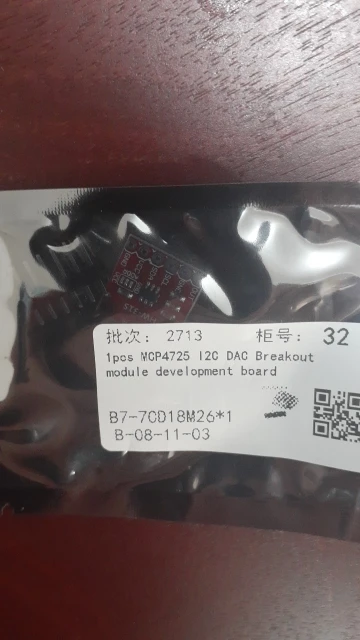 批次: 2713 柜号: 32
1pos MCP4725 I2C DAC Breakout
module development board
B7-7CD18M26*1
B-08-11-03